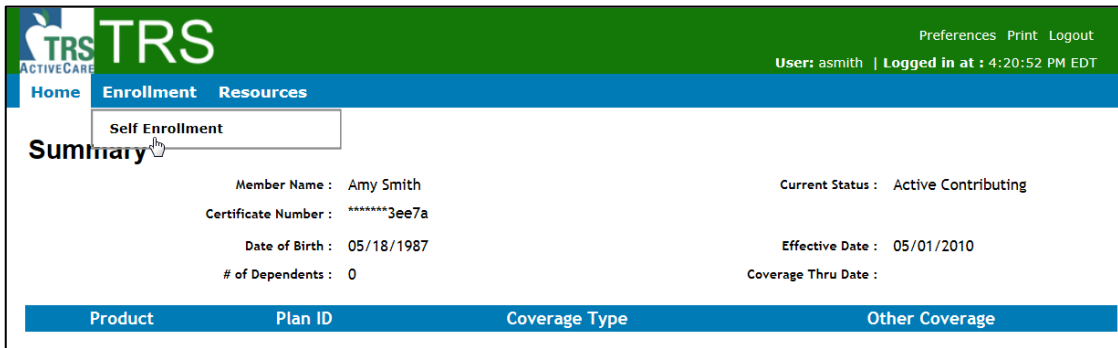 TRS
ACTIVECARE
TRS
Preferences Print Logout
User: asmith | Logged in at : 4:20:52 PM EDT
Home Enrollment Resources
Self Enrollment
Summary
Member Name : Amy Smith Current Status : Active Contributing
Certificate Number : *******3ee7a
Date of Birth : 05/18/1987 Effective Date : 05/01/2010
# of Dependents : 0 Coverage Thru Date :
Product Plan ID Coverage Type Other Coverage